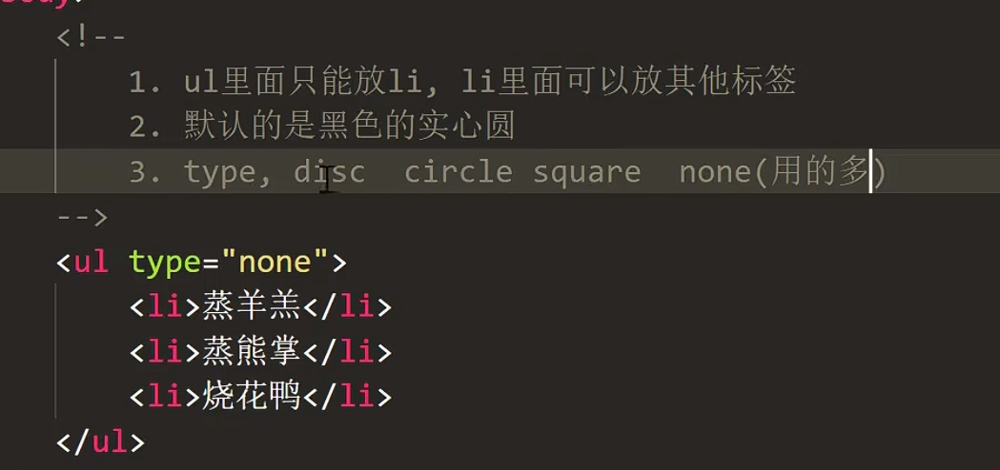 <!--
1. ul里面只能放li, li里面可以放其他标签
2. 默认的是黑色的实心圆
3. type, disc  circle square  none(用的多)
-->
<ul type="none">
<li>蒸羊羔</li>
<li>蒸熊掌</li>
<li>烧花鸭</li>
</ul>